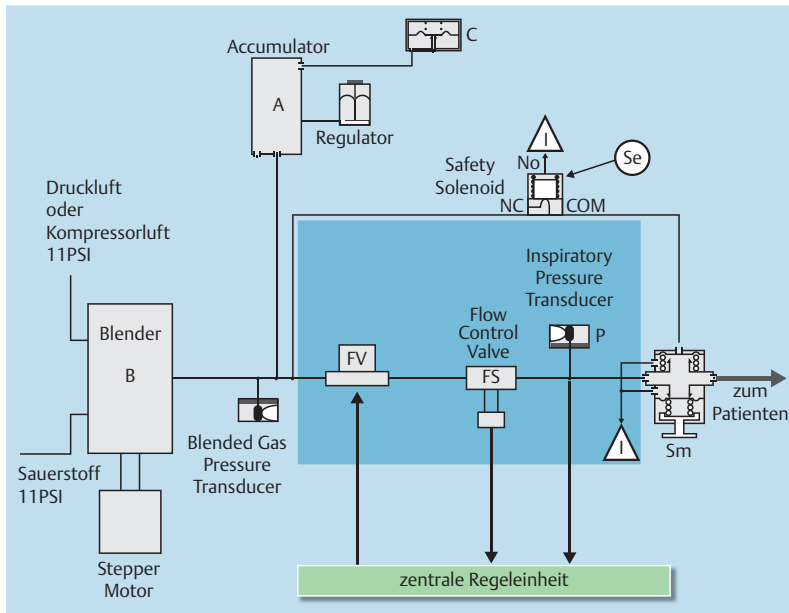 Accumulator
A
C
Regulator
I
No
Se
Safety
Solenoid
NC
COM
Druckluft
oder
Kompressorluft
11PSI
Blender
B
Sauerstoff
11PSI
Stepper
Motor
Blended Gas
Pressure
Transducer
FV
Flow
Control
Valve
FS
Inspiratory
Pressure
Transducer
P
I
Sm
zum
Patienten
zentrale Regeleinheit